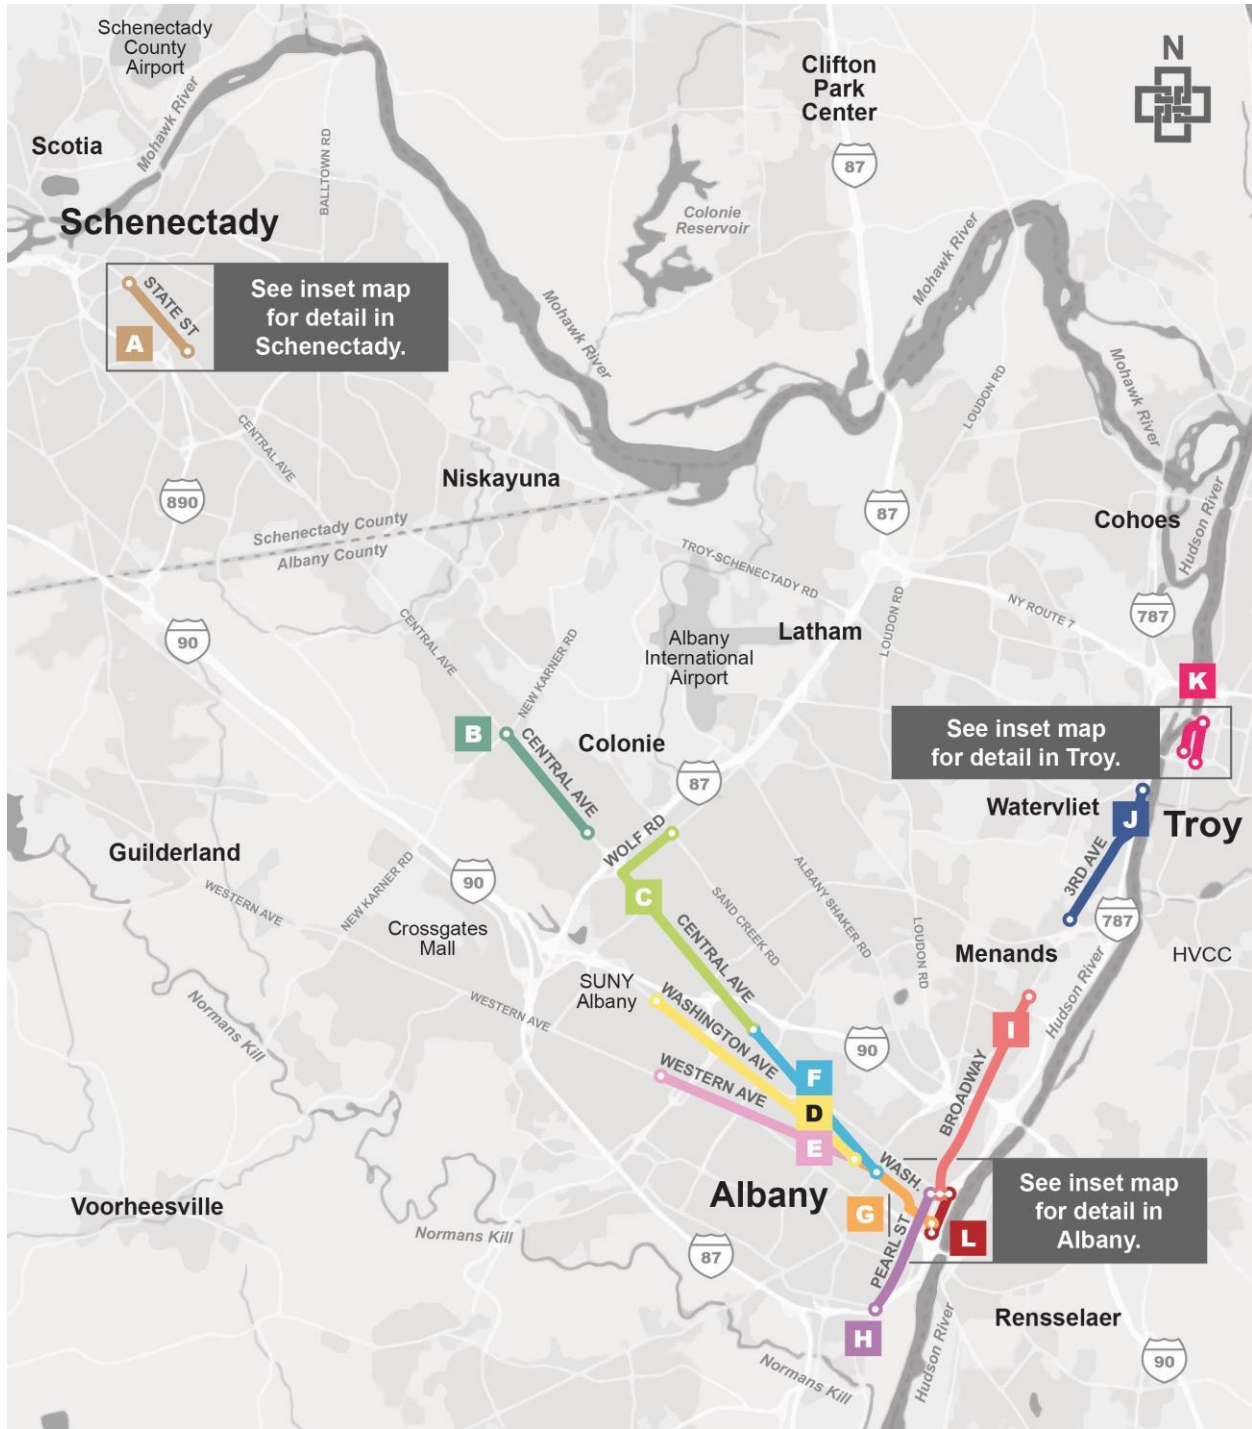 Schenectady
County
Airport
Mohawk River
BALLTOWN RD
Scotia
Schenectady
Clifton
Park
Center
87
N
Colonie
Reservoir
Mohawk River
Mohawk River
Mohawk River
STATE ST
A
See inset map
for detail in
Schenectady.
CENTRAL AVE
890
Niskayuna
Schenectady County
Albany County
LOUDON RD
87
Cohoes
Hudson River
TROY-SCHENECTADY RD
NY ROUTE 7
787
LOUDON RD
Latham
90
CENTRAL AVE
NEW KARNER RD
Albany
International
Airport
K
B
CENTRAL AVE
Colonie
See inset map
for detail in Troy.
87
Watervliet
J
Troy
3RD AVE
WOLF RD
Guilderland
WESTERN AVE
NEW KARNER RD
90
C
Crossgates
Mall
CENTRAL AVE
SAND CREEK RD
ALBANY SHAKER RD
LOUDON RD
787
Menands
HVCC
SUNY
Albany
WESTERN AVE
Normans Kill
WASHINGTON AVE
WESTERN AVE
I
Hudson River
90
BROADWAY
F
D
E
WASH.
Albany
G
PEARL ST
L
See inset map
for detail in
Albany.
Voorheesville
Normans Kill
87
H
Rensselaer
Hudson River
Normans Kill
90